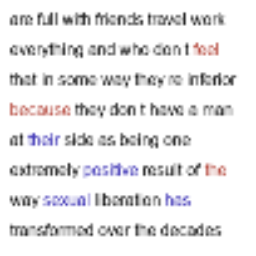 are full with friends travel work
everything and who don t feel
that in some way they re inferior
because they don t have a man
at their side as being one
extremely positive result of the
way sexual liberation has
transformed over the decades